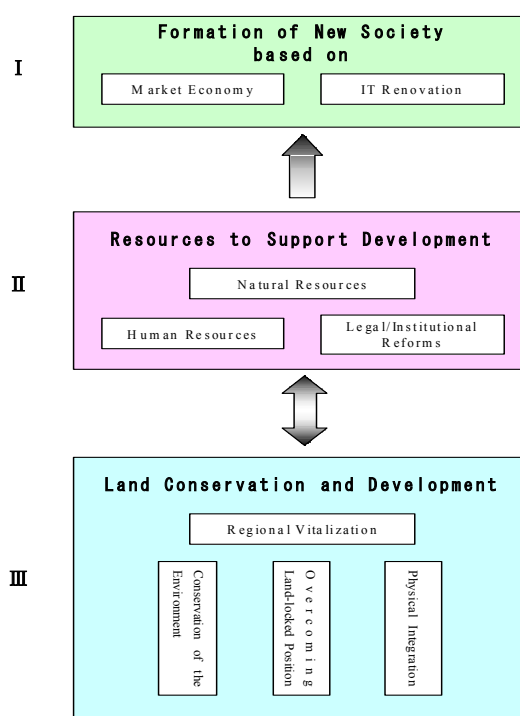 Formation of New Society
based on
I
Market Economy
IT Renovation
Resources to Support Development
II
Natural Resources
Human Resources
Legal/Institutional
Reforms
Land Conservation and Development
Regional Vitalization
III
Conservation of the
Environment
Overcoming
Land-locked Position
Physical Integration